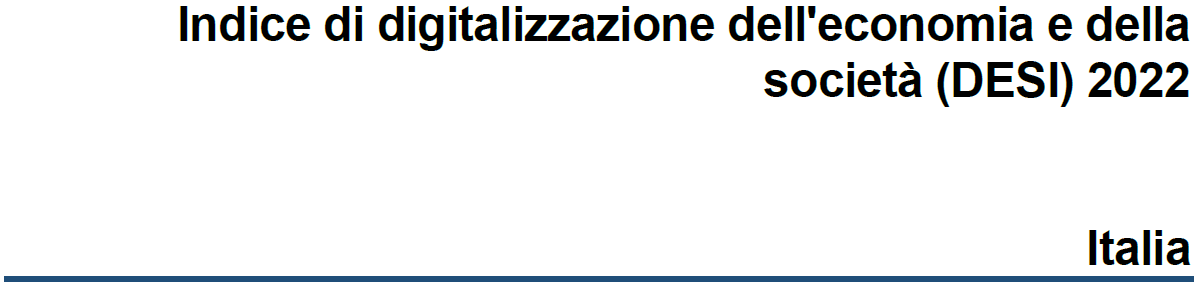 Indice di digitalizzazione dell'economia e della
società (DESI) 2022
Italia